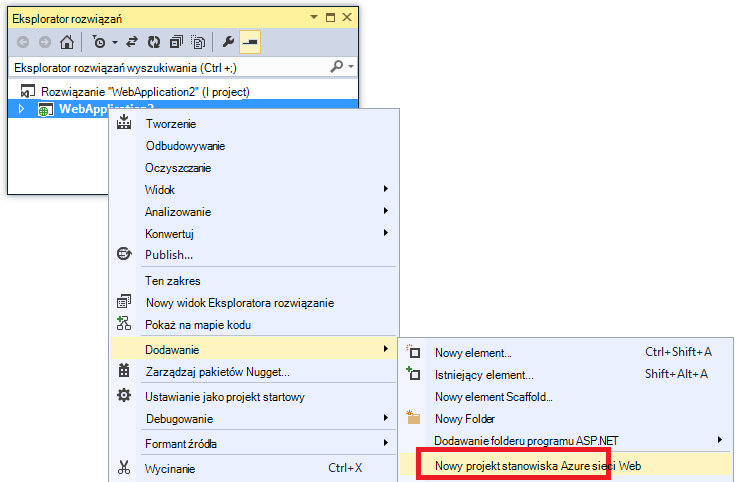 Eksplorator rozwiązań
Eksplorator rozwiązań wyszukiwania (Ctrl +;)
Rozwiązanie "WebApplication2" (I project)
WebApplication2
Tworzenie
Odbudowywanie
Oczyszczanie
Widok
Analizowanie
Konwertuj
Publish...
Ten zakres
Nowy widok Eksploratora rozwiązanie
Pokaż na mapie kodu
Dodawanie
Zarządzaj pakietów Nugget...
Ustawianie jako projekt startowy
Debugowanie
Formant źródła
Wycinanie Ctrl+X
Nowy element... Ctrl+Shift+A
Istniejący element... Shift+Alt+A
Nowy element Scaffold...
Nowy Folder
Dodawanie folderu programu ASP.NET
Nowy projekt stanowiska Azure sieci Web